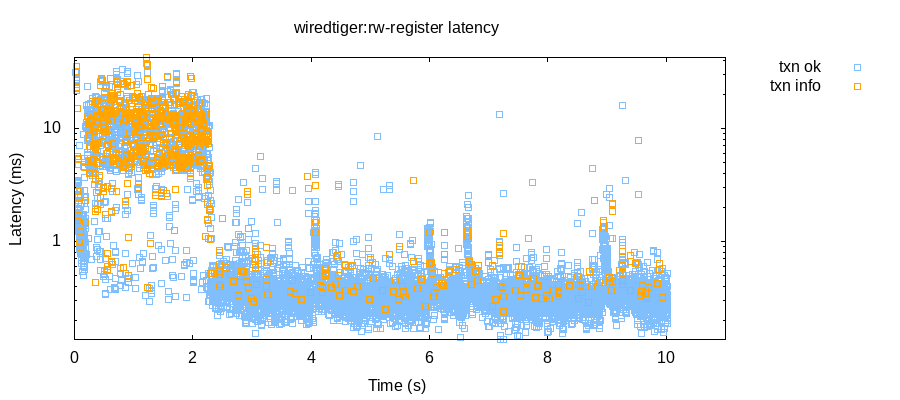 wiredtiger:rw-register latency
txn ok
txn info
10
1
Latency (ms)
0 2 4 6 8 10
Time (s)